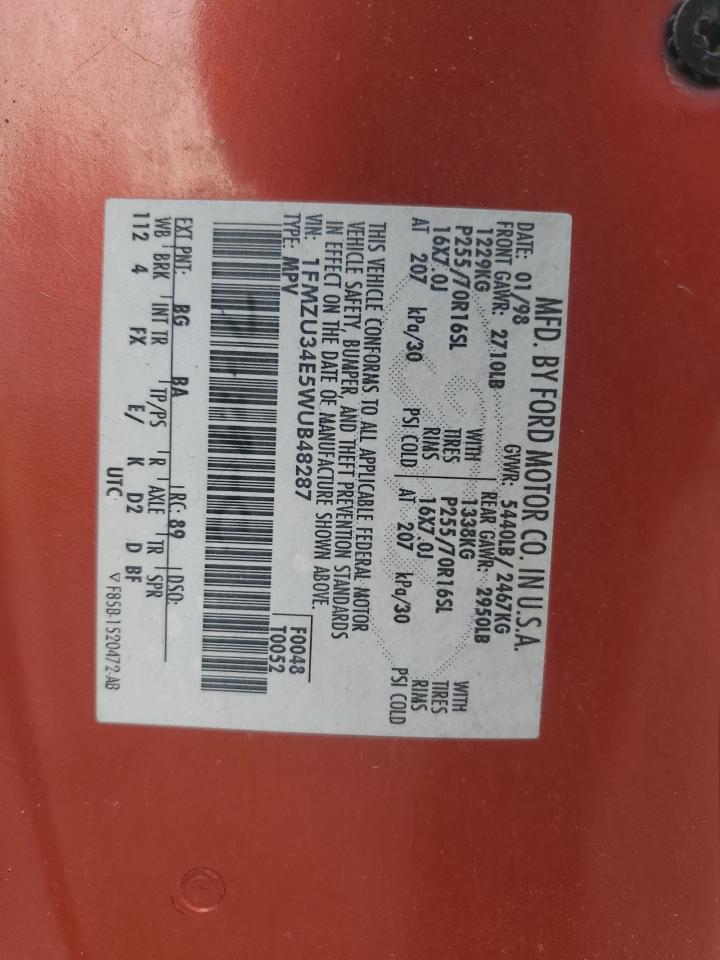 MFD. BY FORD MOTOR CO. IN U.S.A.
DATE: 01/98 GVWR: 5440LB/ 2467KG
FRONT GAWR: 2710LB REAR GAWR: 2950LB
1229KG WITH 1338KG WITH
P255/70R16SL TIRES P255/70R16SL TIRES
16X7.0J RIMS 16X7.0J RIMS
AT 207 kPa/30 PSI COLD AT 207 kPa/30 PSI COLD
THIS VEHICLE CONFORMS TO ALL APPLICABLE FEDERAL MOTOR
VEHICLE SAFETY, BUMPER, AND THEFT PREVENTION STANDARDS
IN EFFECT ON THE DATE OF MANUFACTURE SHOWN ABOVE.
VIN: 1FMZU34E5WUB48287 F0048
TYPE: MPV T0052
EXT PNT: BG BA RC: 89 DSO:
WB BRK INT TR TP/PS R AXLE TR SPR
112 4 FX E/ K D2 D BF
UTC ▽ F85B-1520472-AB